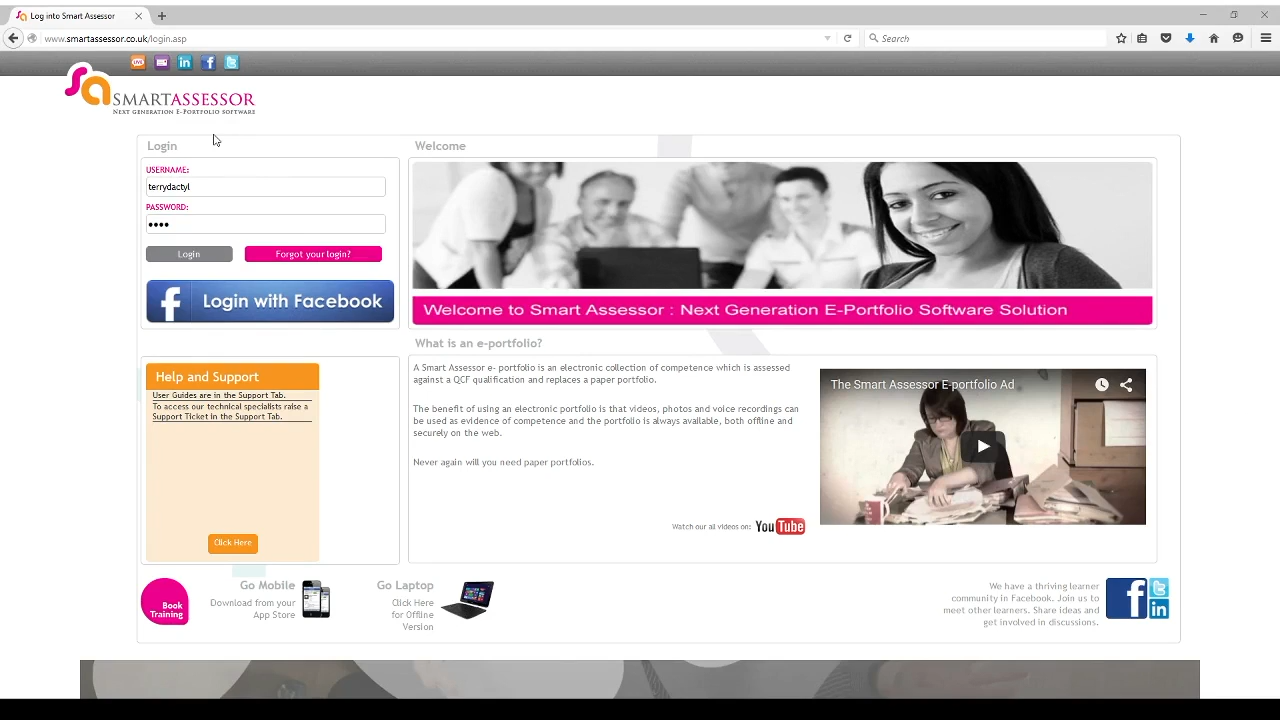 Log into Smart Assessor
www.smartassessor.co.uk/login.asp
Search
LIVE
sa SMARTASSESSOR
NEXT GENERATION E-PORTFOLIO SOFTWARE
Login
USERNAME:
terrydactyl
PASSWORD:
••••
Login
Forgot your login?
Login with Facebook
Welcome
Welcome to Smart Assessor : Next Generation E-Portfolio Software Solution
Help and Support
User Guides are in the Support Tab.
To access our technical specialists raise a
Support Ticket in the Support Tab.
Click Here
What is an e-portfolio?
A Smart Assessor e- portfolio is an electronic collection of competence which is assessed
against a QCF qualification and replaces a paper portfolio.
The benefit of using an electronic portfolio is that videos, photos and voice recordings can
be used as evidence of competence and the portfolio is always available, both offline and
securely on the web.
Never again will you need paper portfolios.
Watch our all videos on: YouTube
The Smart Assessor E-portfolio Ad
Book
Training
Go Mobile
Download from your
App Store
Go Laptop
Click Here
for Offline
Version
We have a thriving learner
community in Facebook. Join us to
meet other learners. Share ideas and
get involved in discussions.